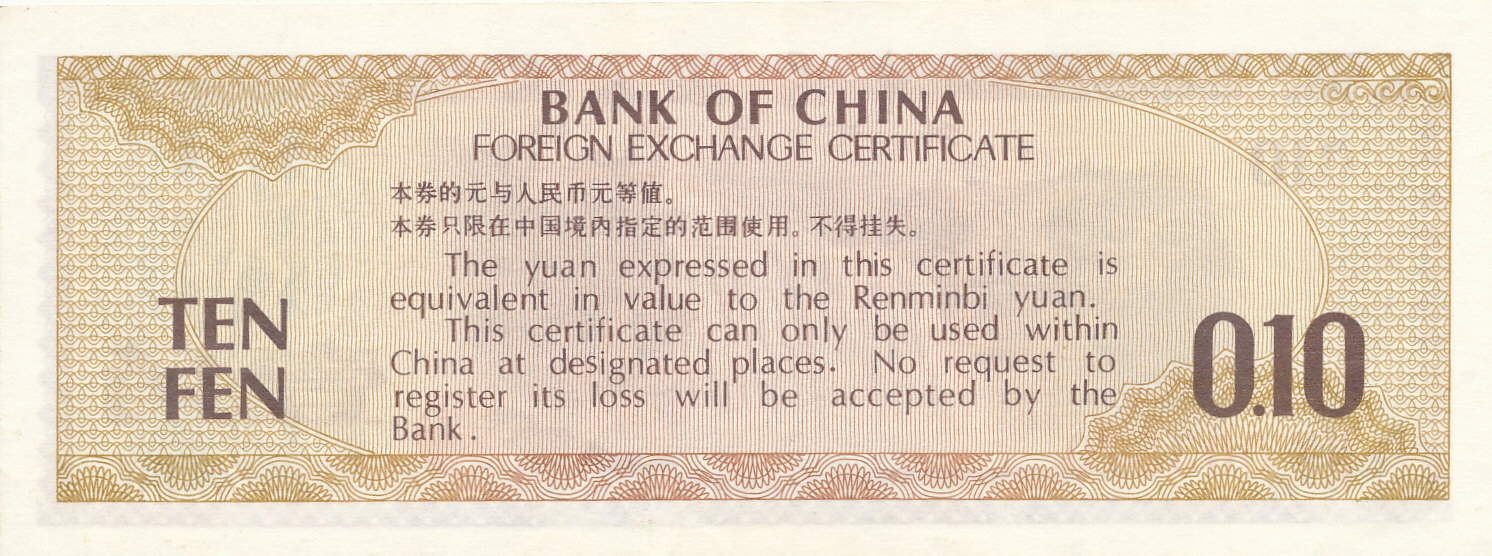 BANK OF CHINA
FOREIGN EXCHANGE CERTIFICATE
本券的元与人民币元等值。
本券只限在中国境内指定的范围使用。不得挂失。
The yuan expressed in this certificate is
equivalent in value to the Renminbi yuan.
This certificate can only be used within
China at designated places. No request to
register its loss will be accepted by the
Bank.
TEN
FEN
0.10